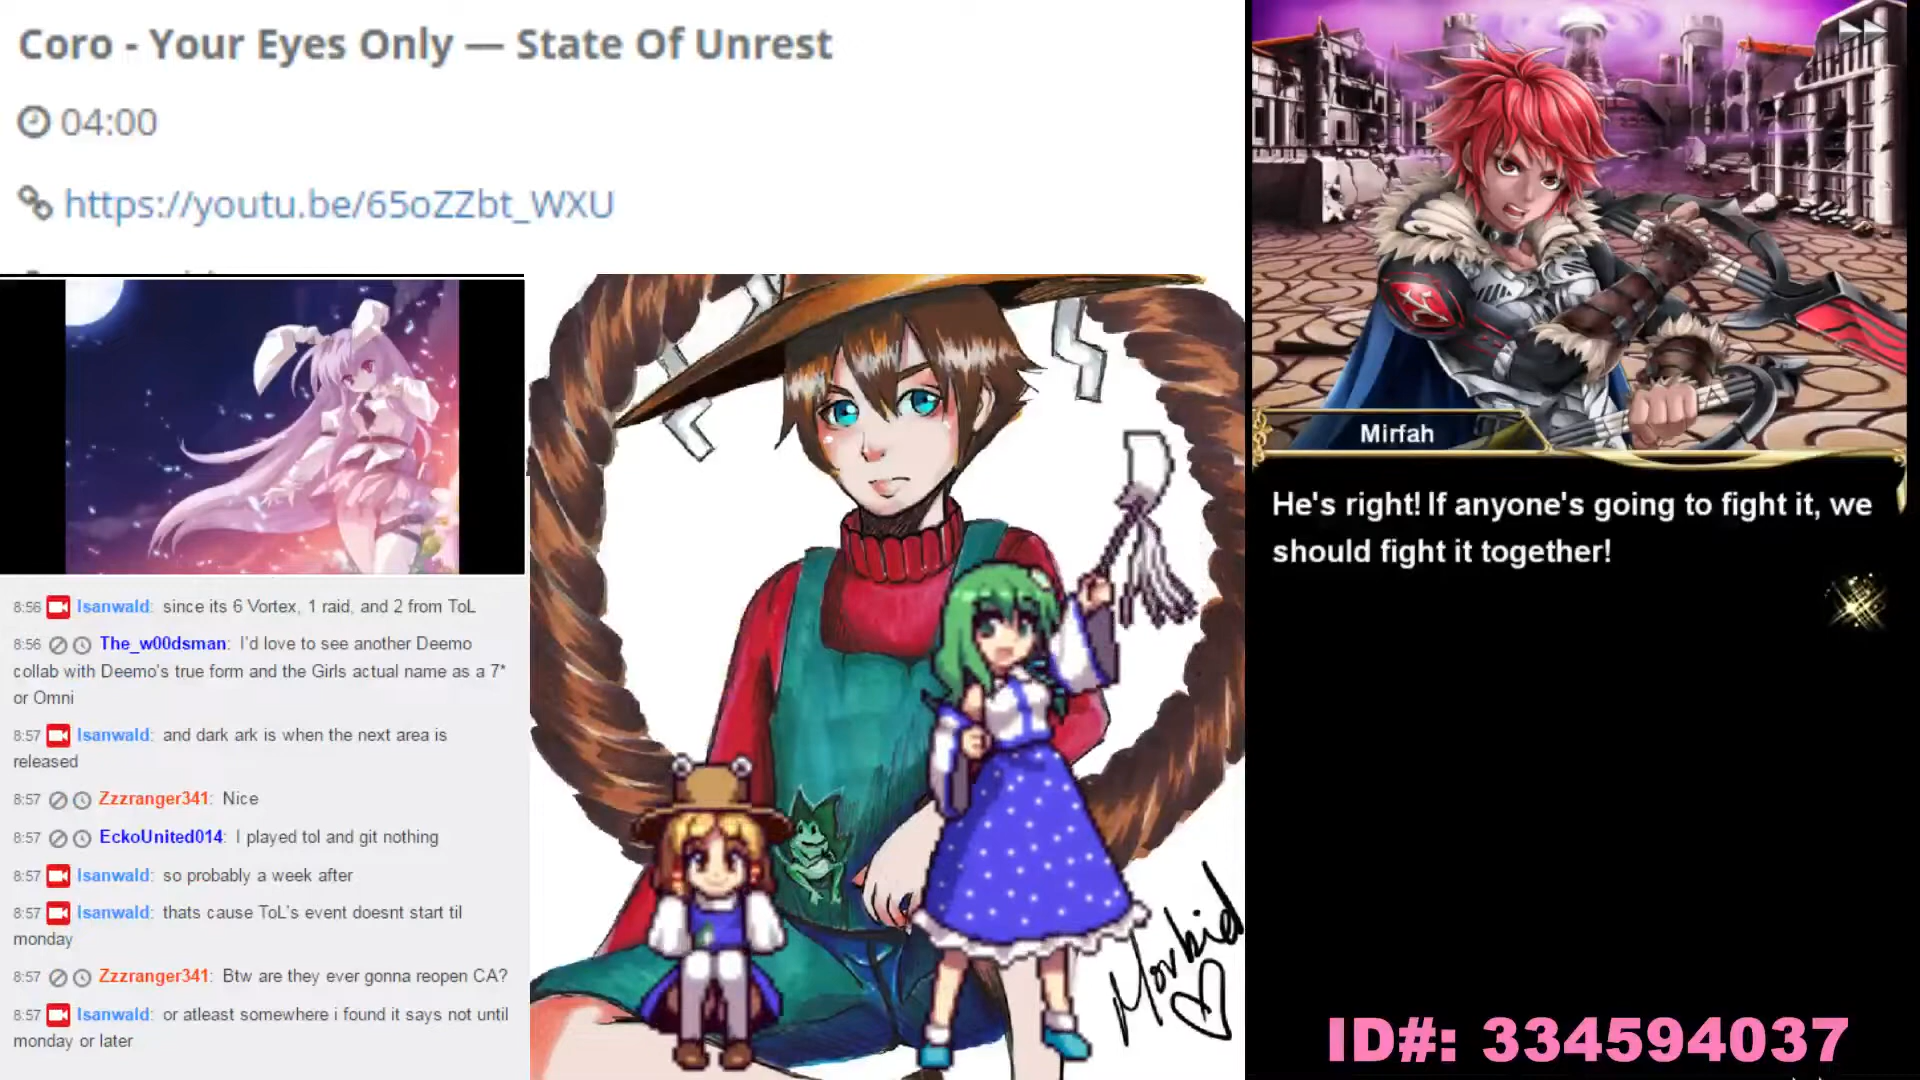 Coro - Your Eyes Only — State Of Unrest
04:00
https://youtu.be/65oZZbt_WXU
8:56 Isanwald: since its 6 Vortex, 1 raid, and 2 from ToL
8:56 The_w00dsman: I'd love to see another Deemo
collab with Deemo's true form and the Girls actual name as a 7*
or Omni
8:57 Isanwald: and dark ark is when the next area is
released
8:57 Zzzranger341: Nice
8:57 EckoUnited014: I played tol and git nothing
8:57 Isanwald: so probably a week after
8:57 Isanwald: thats cause ToL's event doesnt start til
monday
8:57 Zzzranger341: Btw are they ever gonna reopen CA?
8:57 Isanwald: or atleast somewhere i found it says not until
monday or later
Morbid
Mirfah
He's right! If anyone's going to fight it, we
should fight it together!
ID#: 334594037